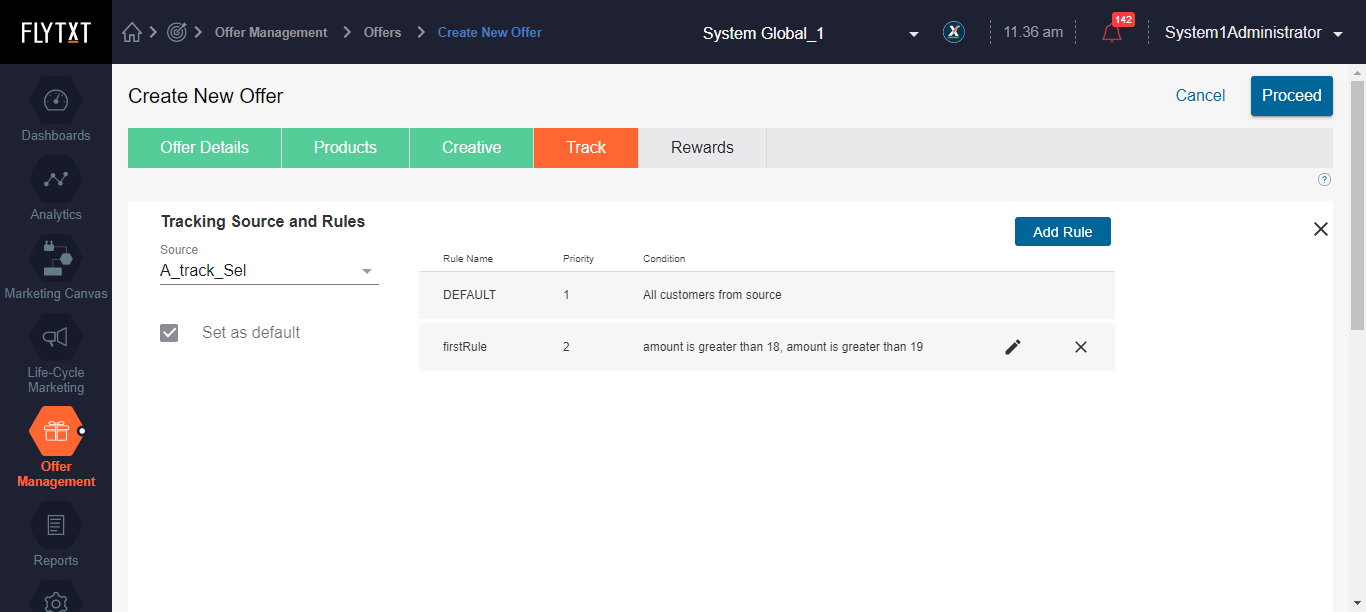 FLYTXT
Offer Management
Offers
Create New Offer
System Global_1
X
11.36 am
142
System1Administrator
Dashboards
Analytics
Marketing Canvas
Life-Cycle
Marketing
Offer
Management
Reports
Create New Offer
Cancel
Proceed
Offer Details
Products
Creative
Track
Rewards
?
Tracking Source and Rules
Add Rule
Source
A_track_Sel
Set as default
Rule Name Priority Condition
DEFAULT 1 All customers from source
firstRule 2 amount is greater than 18, amount is greater than 19